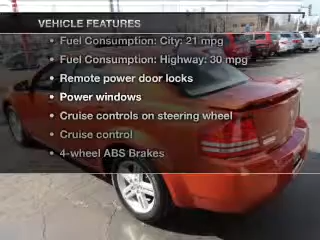 VEHICLE FEATURES
• Fuel Consumption: City: 21 mpg
• Fuel Consumption: Highway: 30 mpg
• Remote power door locks
• Power windows
• Cruise controls on steering wheel
• Cruise control
• 4-wheel ABS Brakes